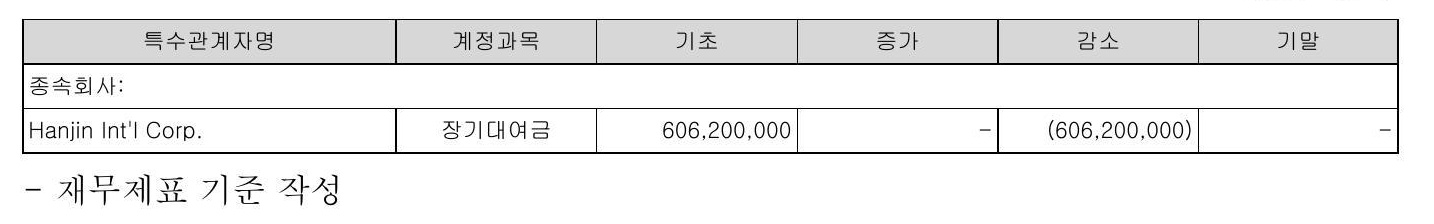 특수관계자명 계정과목 기초 증가 감소 기말
종속회사:
Hanjin Int'l Corp. 장기대여금 606,200,000 - (606,200,000) -
- 재무제표 기준 작성